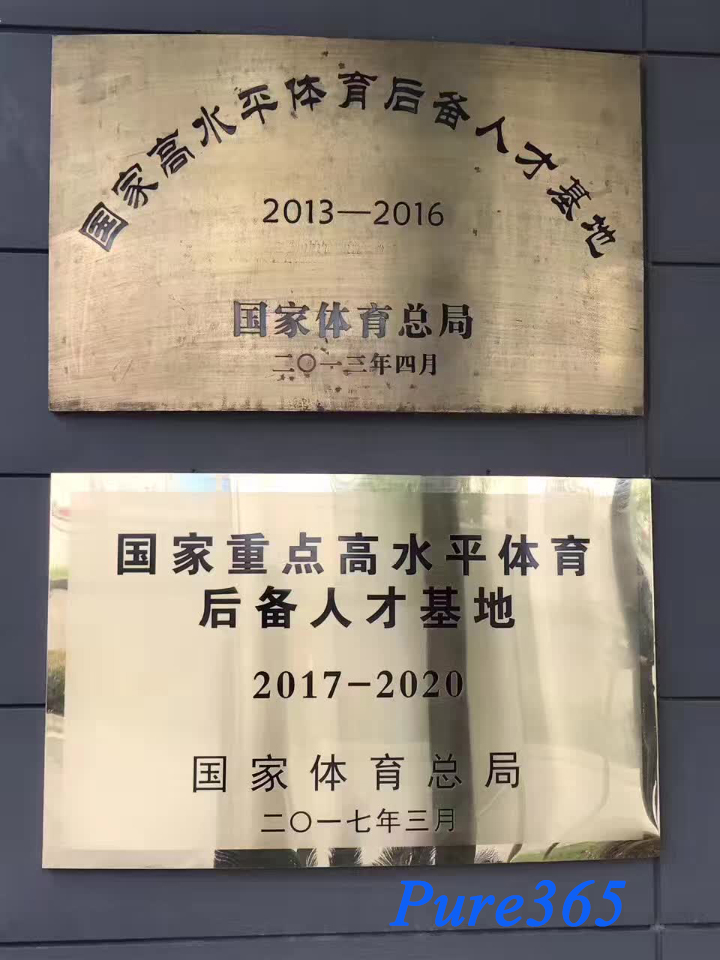 国家高水平体育后备人才基地
2013—2016
国家体育总局
二〇一三年四月
国家重点高水平体育
后备人才基地
2017-2020
国家体育总局
二〇一七年三月
Pure365